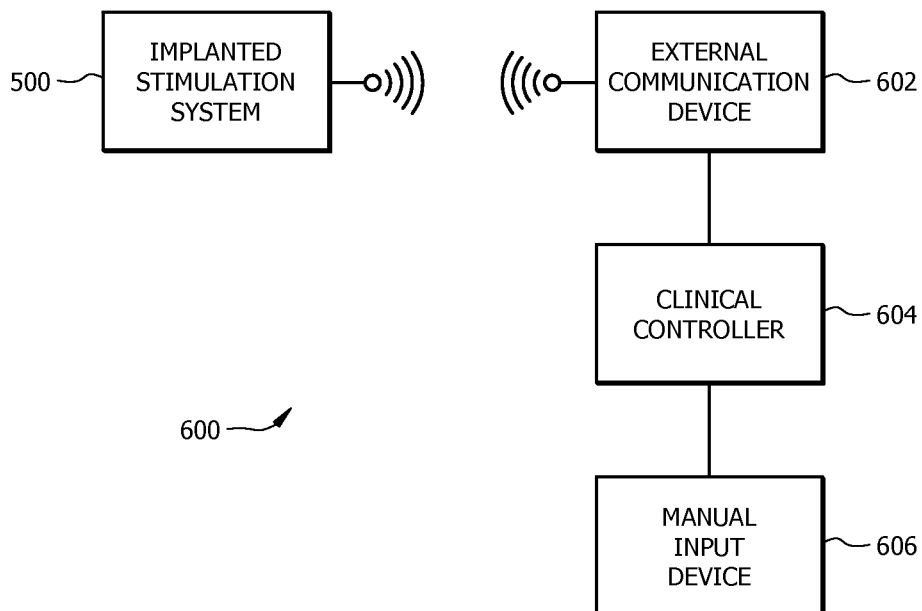 500
IMPLANTED
STIMULATION
SYSTEM
EXTERNAL
COMMUNICATION
DEVICE
602
CLINICAL
CONTROLLER
604
600
MANUAL
INPUT
DEVICE
606